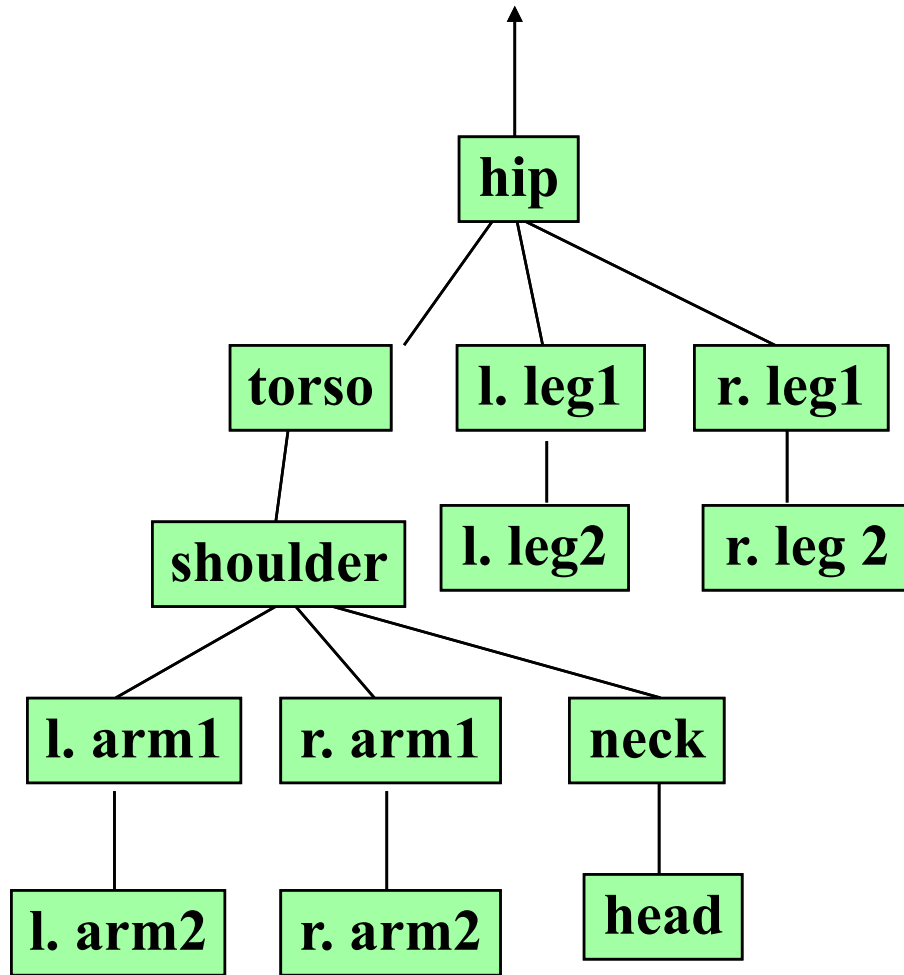 hip
torso
l. leg1
r. leg1
l. leg2
r. leg 2
shoulder
l. arm1
r. arm1
neck
l. arm2
r. arm2
head